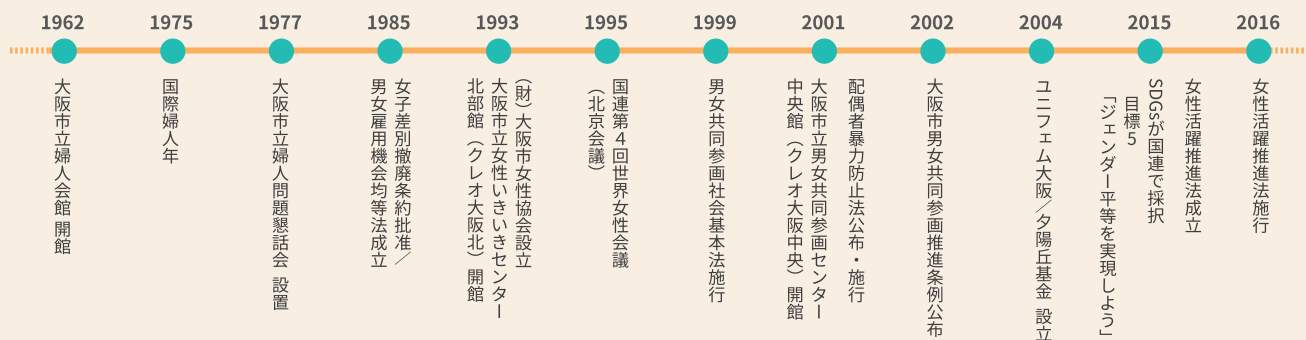 1962
大阪市立婦人会館 開館
1975
国際婦人年
1977
大阪市立婦人問題懇話会 設置
1985
女子差別撤廃条約批准／
男女雇用機会均等法成立
1993
（財）大阪市女性協会設立
大阪市立女性いきいきセンター
北部館（クレオ大阪北）開館
1995
国連第４回世界女性会議
（北京会議）
1999
男女共同参画社会基本法施行
2001
配偶者暴力防止法公布・施行
大阪市立男女共同参画センター
中央館（クレオ大阪中央）開館
2002
大阪市男女共同参画推進条例公布
2004
ユニフェム大阪／夕陽丘基金 設立
2015
女性活躍推進法成立
SDGsが国連で採択
目標５
「ジェンダー平等を実現しよう」
2016
女性活躍推進法施行